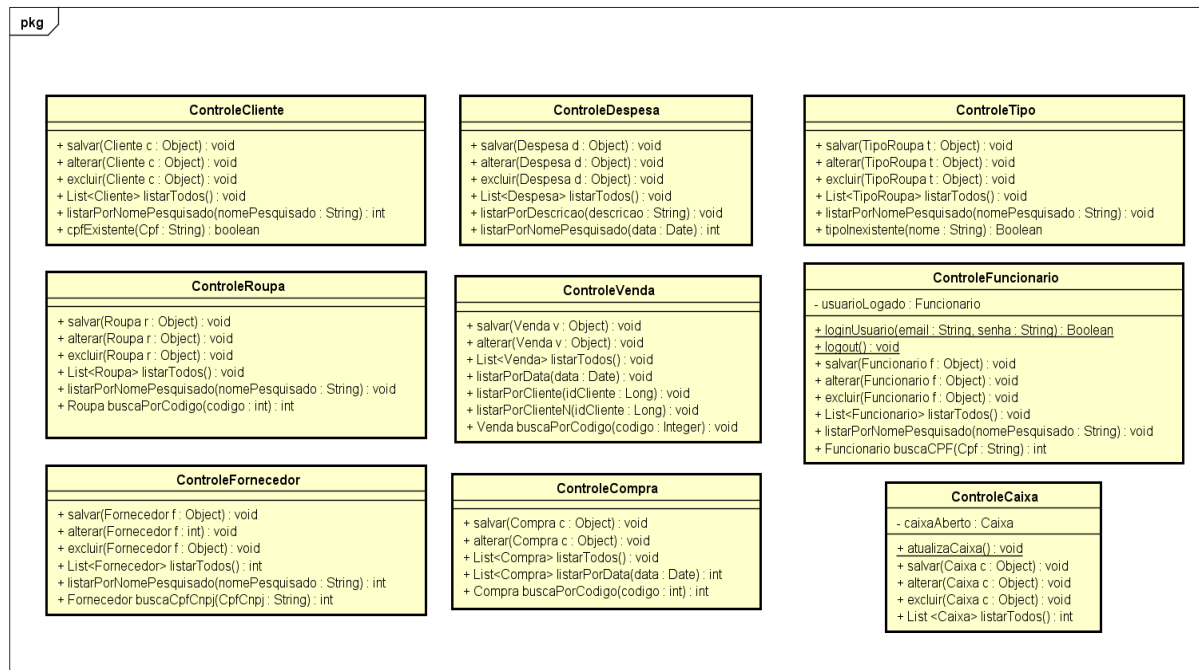 pkg
ControleCliente
+ salvar(Cliente c : Object) : void
+ alterar(Cliente c : Object) : void
+ excluir(Cliente c : Object) : void
+ List<Cliente> listarTodos() : void
+ listarPorNomePesquisado(nomePesquisado : String) : int
+ cpfExistente(Cpf : String) : boolean
ControleDespesa
+ salvar(Despesa d : Object) : void
+ alterar(Despesa d : Object) : void
+ excluir(Despesa d : Object) : void
+ List<Despesa> listarTodos() : void
+ listarPorDescricao(descricao : String) : void
+ listarPorNomePesquisado(data : Date) : int
ControleTipo
+ salvar(TipoRoupa t : Object) : void
+ alterar(TipoRoupa t : Object) : void
+ excluir(TipoRoupa t : Object) : void
+ List<TipoRoupa> listarTodos() : void
+ listarPorNomePesquisado(nomePesquisado : String) : void
+ tipoInexistente(nome : String) : Boolean
ControleRoupa
+ salvar(Roupa r : Object) : void
+ alterar(Roupa r : Object) : void
+ excluir(Roupa r : Object) : void
+ List<Roupa> listarTodos() : void
+ listarPorNomePesquisado(nomePesquisado : String) : void
+ Roupa buscaPorCodigo(codigo : int) : int
ControleVenda
+ salvar(Venda v : Object) : void
+ alterar(Venda v : Object) : void
+ List<Venda> listarTodos() : void
+ listarPorData(data : Date) : void
+ listarPorCliente(idCliente : Long) : void
+ listarPorClienteN(idCliente : Long) : void
+ Venda buscaPorCodigo(codigo : Integer) : void
ControleFuncionario
- usuarioLogado : Funcionario
+ loginUsuario(email : String, senha : String) : Boolean
+ logout() : void
+ salvar(Funcionario f : Object) : void
+ alterar(Funcionario f : Object) : void
+ excluir(Funcionario f : Object) : void
+ List<Funcionario> listarTodos() : void
+ listarPorNomePesquisado(nomePesquisado : String) : void
+ Funcionario buscaCPF(Cpf : String) : int
ControleFornecedor
+ salvar(Fornecedor f : Object) : void
+ alterar(Fornecedor f : int) : void
+ excluir(Fornecedor f : Object) : void
+ List<Fornecedor> listarTodos() : int
+ listarPorNomePesquisado(nomePesquisado : String) : int
+ Fornecedor buscaCpfCnpj(CpfCnpj : String) : int
ControleCompra
+ salvar(Compra c : Object) : void
+ alterar(Compra c : Object) : void
+ List<Compra> listarTodos() : void
+ List<Compra> listarPorData(data : Date) : int
+ Compra buscaPorCodigo(codigo : int) : int
ControleCaixa
- caixaAberto : Caixa
+ atualizaCaixa() : void
+ salvar(Caixa c : Object) : void
+ alterar(Caixa c : Object) : void
+ excluir(Caixa c : Object) : void
+ List <Caixa> listarTodos() : int